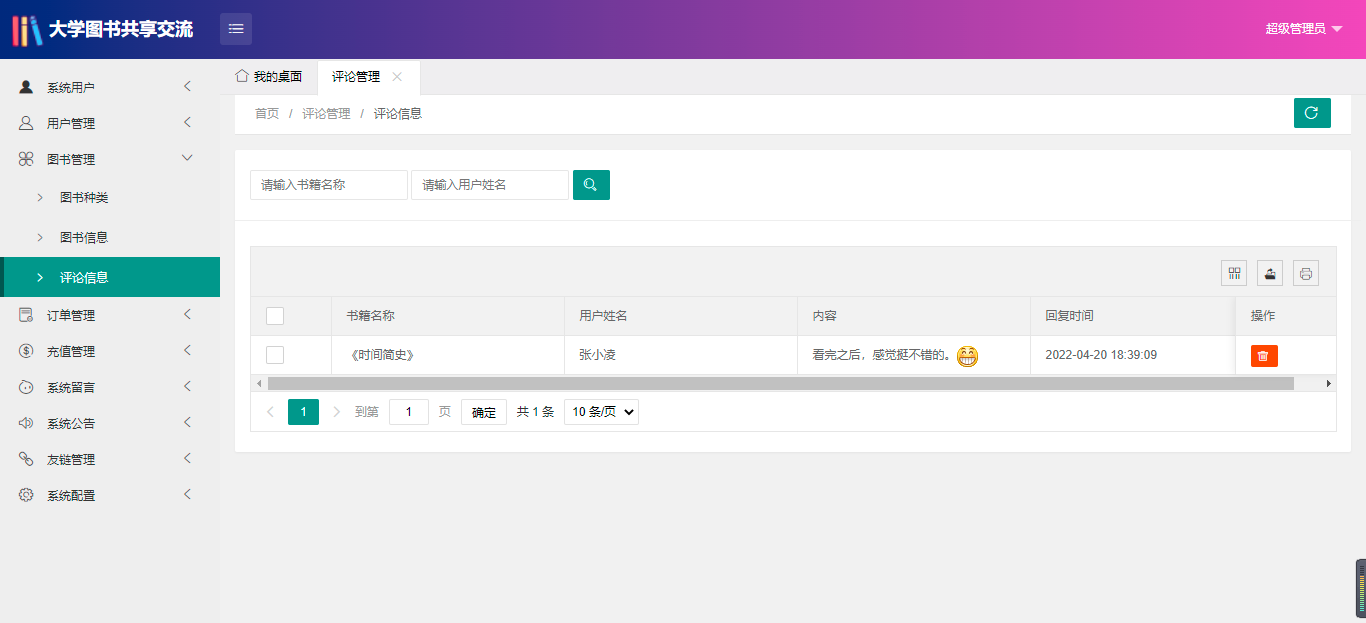 大学图书共享交流
超级管理员
系统用户
用户管理
图书管理
图书种类
图书信息
评论信息
订单管理
充值管理
系统留言
系统公告
友链管理
系统配置
我的桌面 评论管理
首页 / 评论管理 / 评论信息
请输入书籍名称 请输入用户姓名
书籍名称 用户姓名 内容 回复时间 操作
《时间简史》 张小凌 看完之后，感觉挺不错的。 2022-04-20 18:39:09
1 到第 1 页 确定 共 1 条 10 条/页